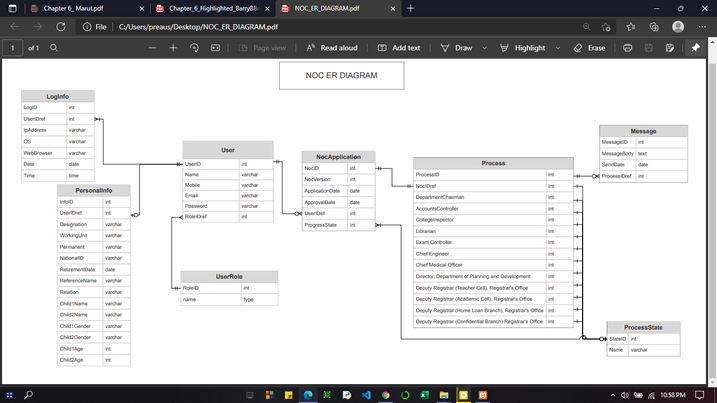 Chapter 6_Marut.pdf
Chapter_6_Highlighted_BarryBB
NOC_ER_DIAGRAM.pdf
File C:/Users/preaus/Desktop/NOC_ER_DIAGRAM.pdf
1 of 1 Page view Read aloud Add text Draw Highlight Erase
NOC ER DIAGRAM
LogInfo
LogID int
UserIDref int
IpAddress varchar
OS varchar
WebBrowser varchar
Date date
Time time
PersonalInfo
InfoID int
UserIDref int
Designation varchar
WorkingUnit varchar
Permanent varchar
NationalID varchar
RetirementDate date
ReferenceName varchar
Relation varchar
Child1Name varchar
Child2Name varchar
Child1Gender varchar
Child2Gender varchar
Child1Age int
Child2Age int
User
UserID int
Name varchar
Mobile varchar
Email varchar
Password varchar
RoleIDref int
UserRole
RoleID int
name type
NocApplication
NocID int
NocVersion int
ApplicationDate date
ApprovalDate date
UserDef int
ProgressState int
Process
ProcessID int
NocIDref int
DepartmentChairman int
AccountsController int
CollegeInspector int
Librarian int
Exam Controller int
Chief Engineer int
Chief Medical Officer int
Director, Department of Planning and Development int
Deputy Registrar (Teacher Cell), Registrar's Office int
Deputy Registrar (Academic Cell), Registrar's Office int
Deputy Registrar (Home Loan Branch), Registrar's Office int
Deputy Registrar (Confidential Branch) Registrar's Office int
Message
MessageID int
MessageBody text
SendDate date
ProcessIDref int
ProcessState
StateID int
Name varchar
10:58 PM